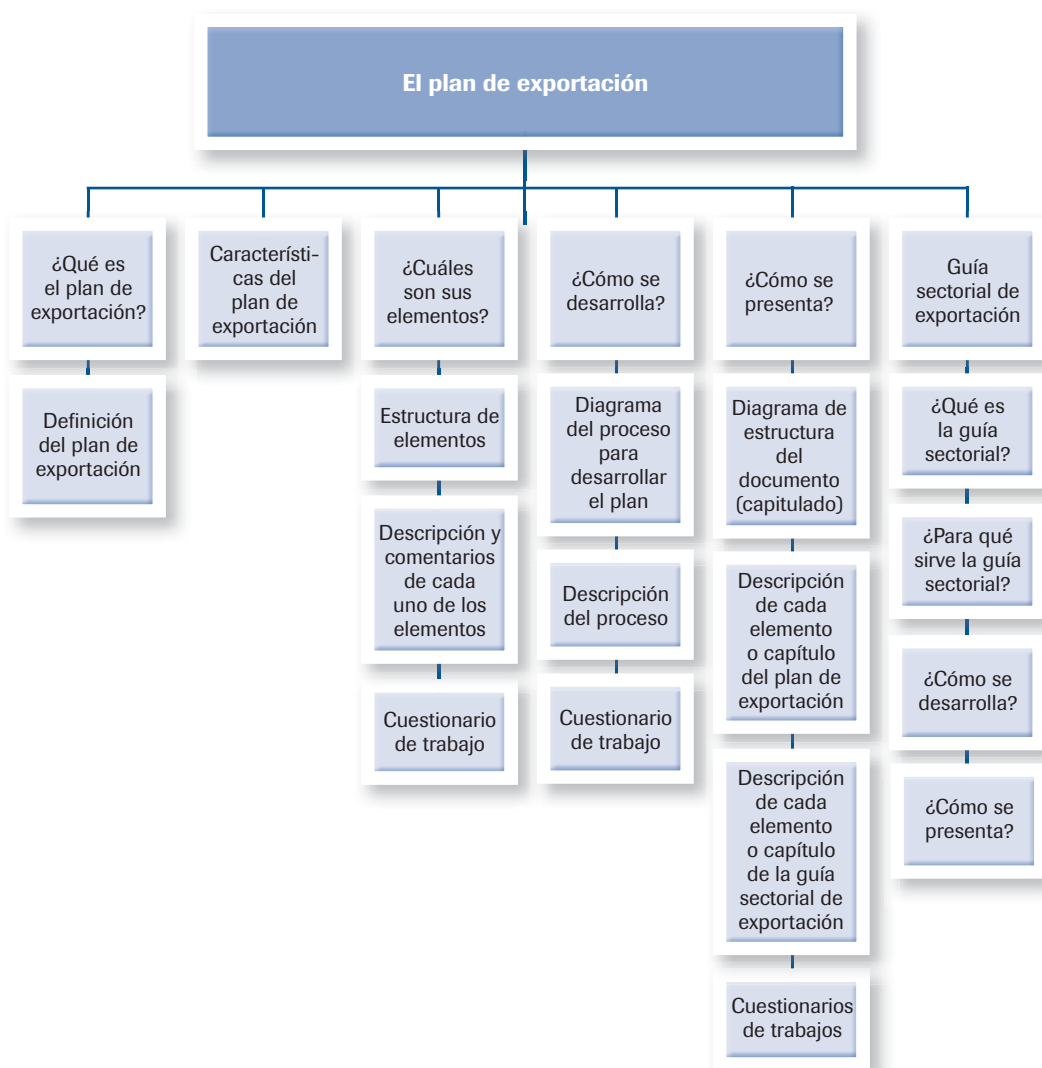 El plan de exportación
¿Qué es
el plan de
exportación?
Definición
del plan de
exportación
Característi-
cas del
plan de
exportación
¿Cuáles
son sus
elementos?
Estructura de
elementos
Descripción y
comentarios
de cada
uno de los
elementos
Cuestionario
de trabajo
¿Cómo se
desarrolla?
Diagrama
del proceso
para
desarrollar
el plan
Descripción
del proceso
Cuestionario
de trabajo
¿Cómo se
presenta?
Diagrama de
estructura
del
documento
(capitulado)
Descripción
de cada
elemento
o capítulo
del plan de
exportación
Descripción
de cada
elemento
o capítulo
de la guía
sectorial de
exportación
Cuestionarios
de trabajos
Guía
sectorial de
exportación
¿Qué es
la guía
sectorial?
¿Para qué
sirve la guía
sectorial?
¿Cómo se
desarrolla?
¿Cómo se
presenta?